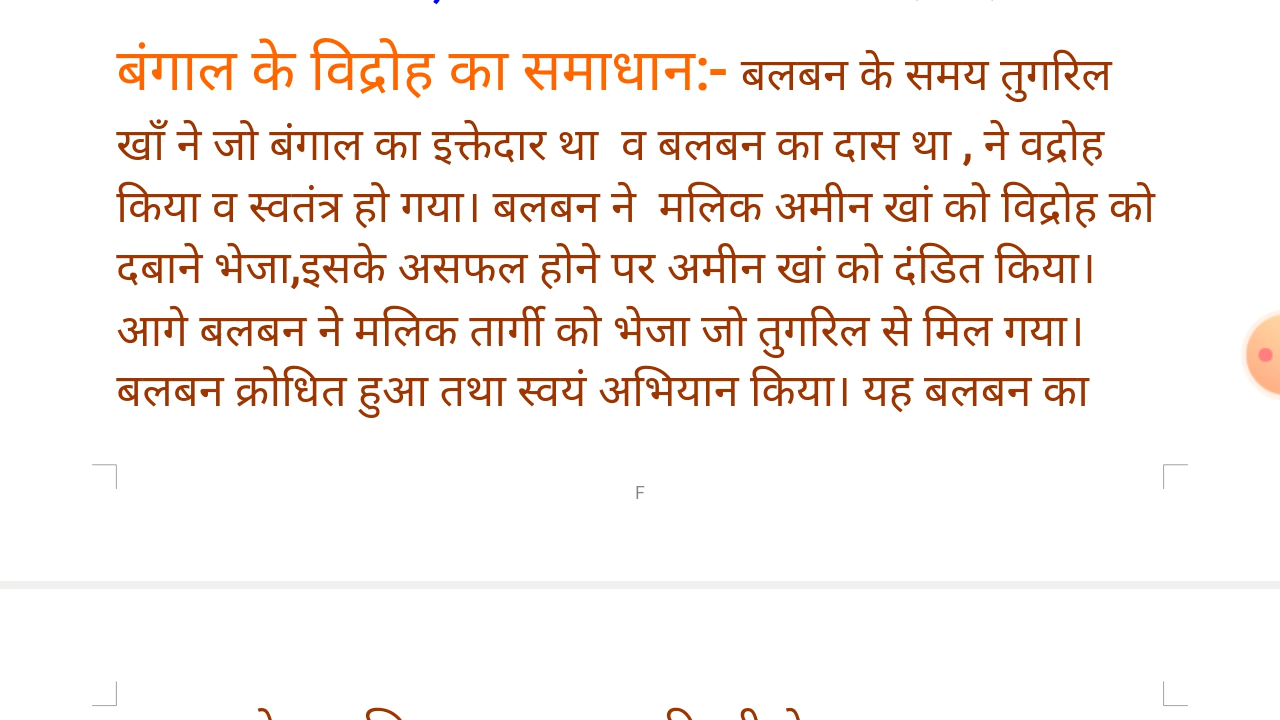 बंगाल के विद्रोह का समाधान:- बलबन के समय तुगरिल
खाँ ने जो बंगाल का इक्तेदार था व बलबन का दास था , ने वद्रोह
किया व स्वतंत्र हो गया। बलबन ने मलिक अमीन खां को विद्रोह को
दबाने भेजा,इसके असफल होने पर अमीन खां को दंडित किया।
आगे बलबन ने मलिक तार्गी को भेजा जो तुगरिल से मिल गया।
बलबन क्रोधित हुआ तथा स्वयं अभियान किया। यह बलबन का
F